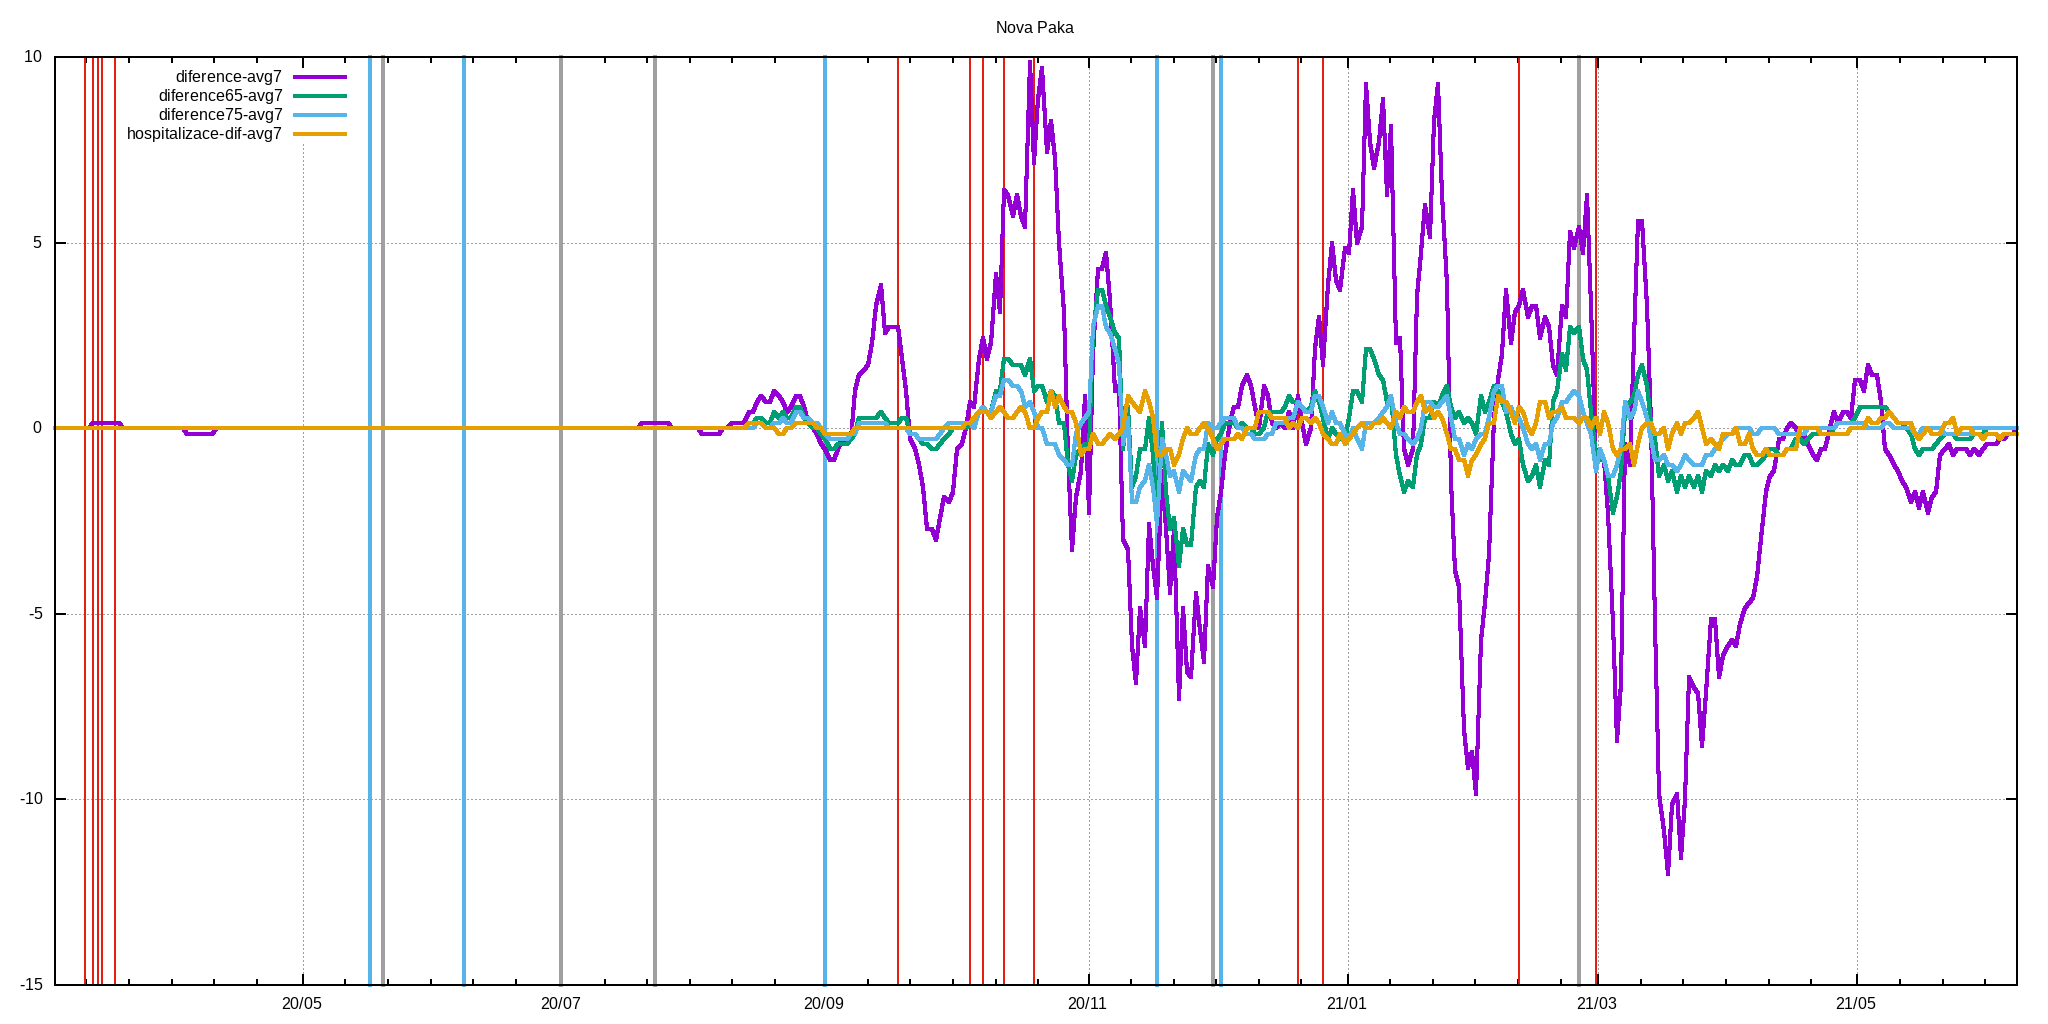 Nova Paka
10
5
0
-5
-10
-15
diference-avg7
diference65-avg7
diference75-avg7
hospitalizace-dif-avg7
20/05 20/07 20/09 20/11 21/01 21/03 21/05